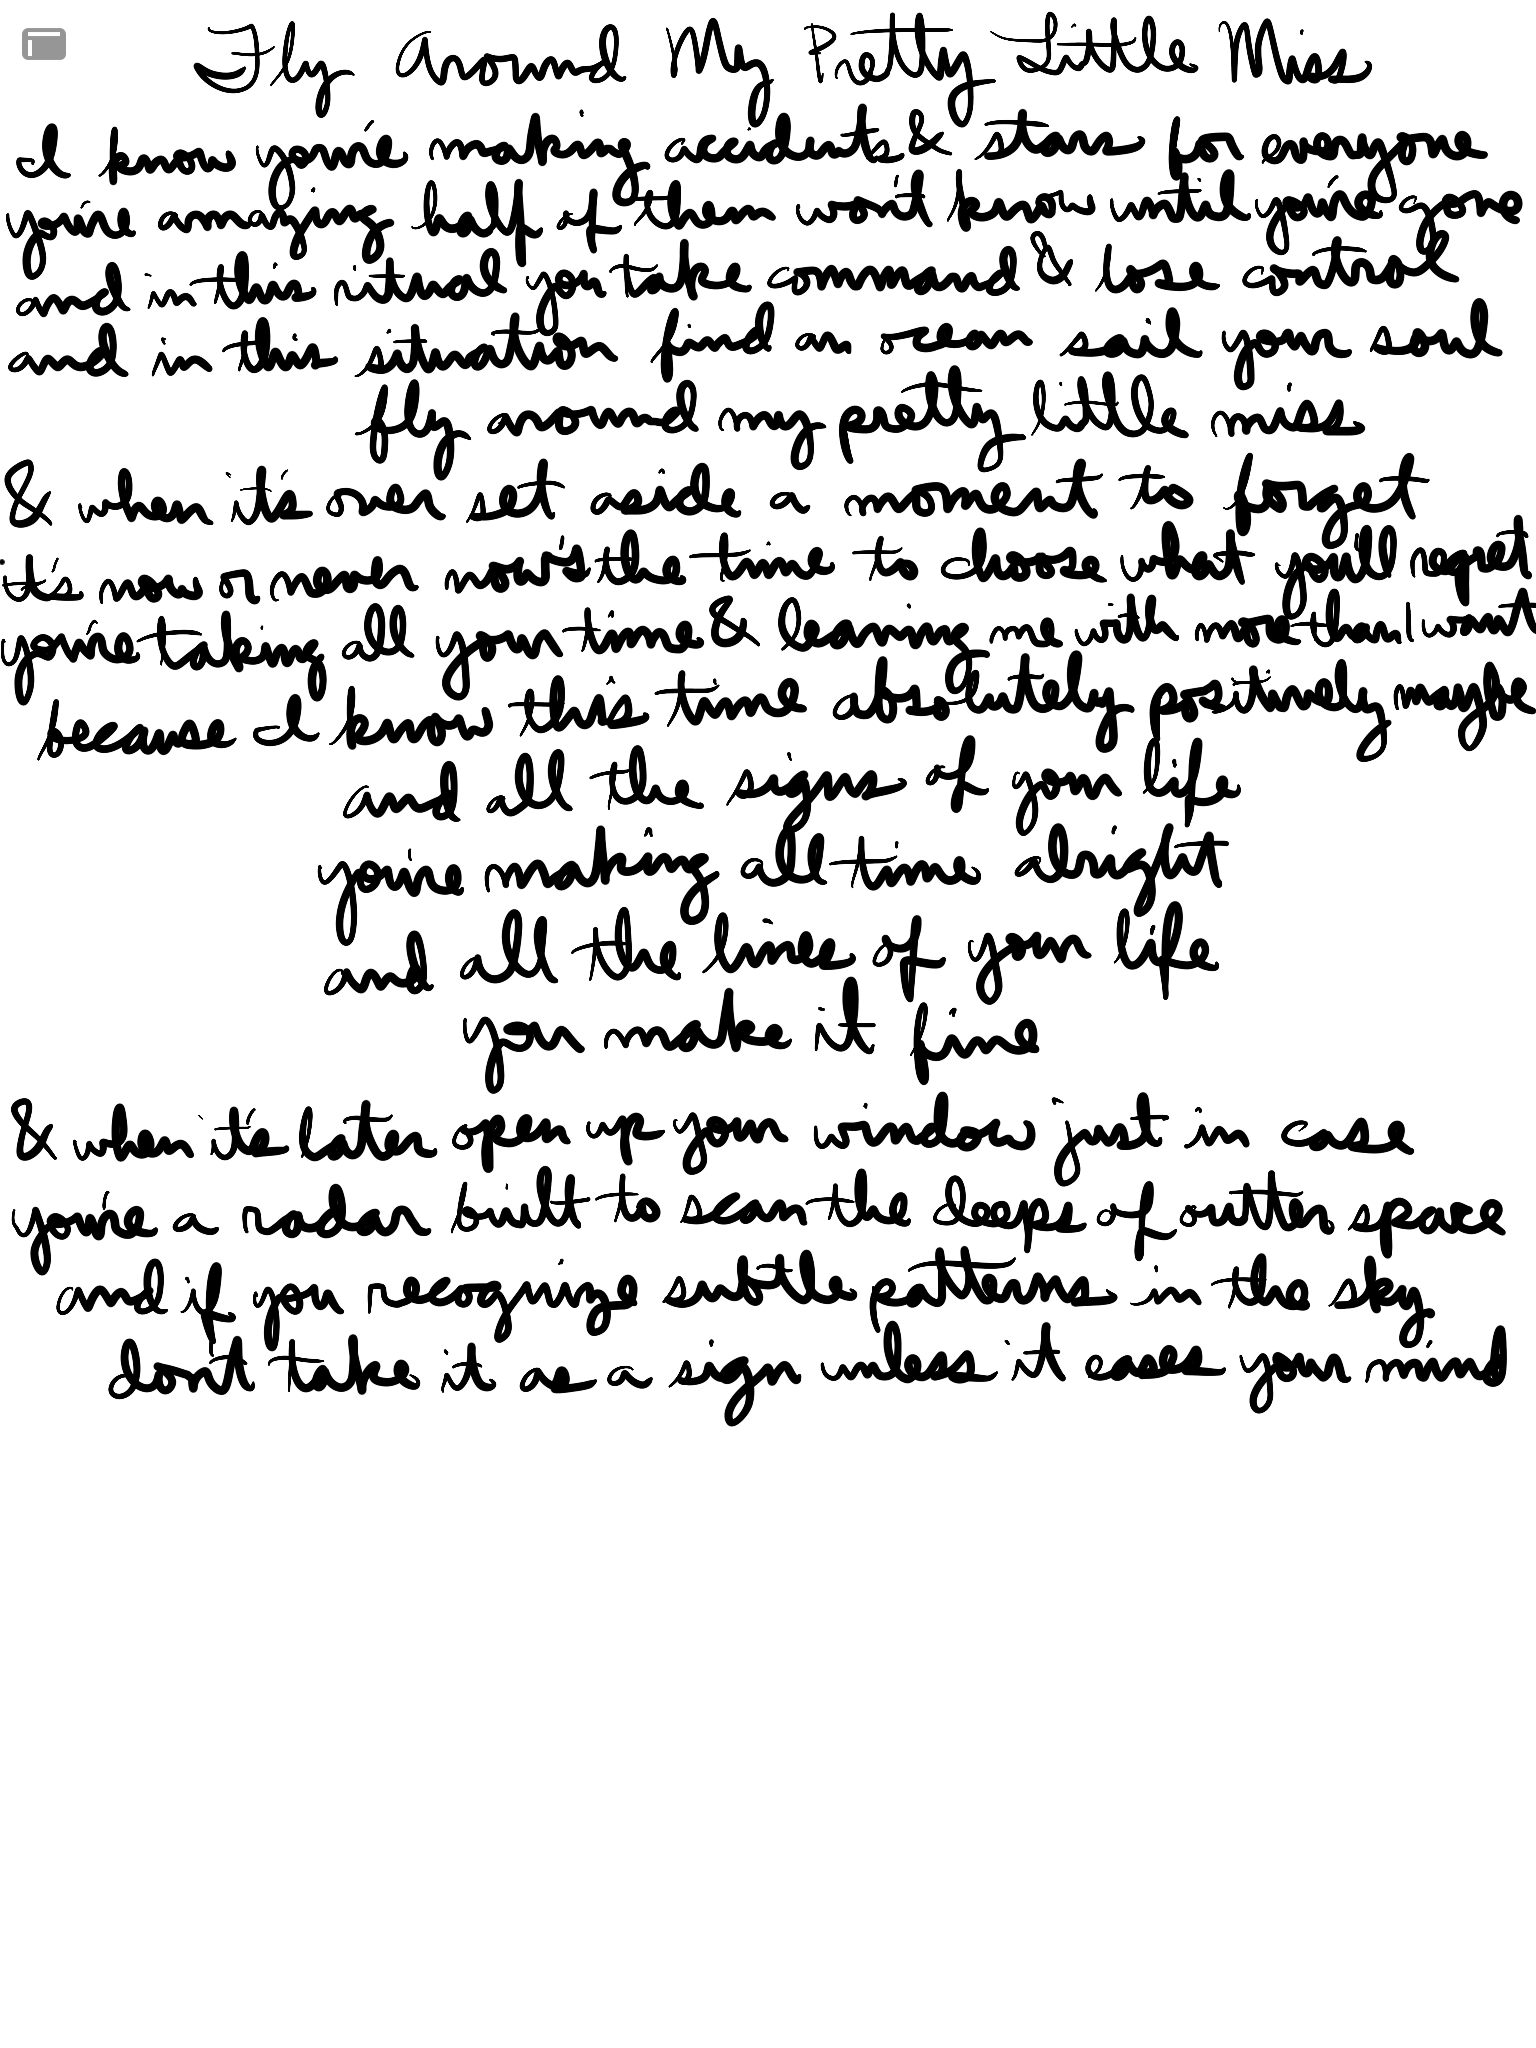 Fly Around My Pretty Little Miss
I know you're making accidents & stars for everyone
you're amazing half of them won't know until you're gone
and in this ritual you take command & lose control
and in this situation find an ocean sail your soul
fly around my pretty little miss
& when it's over set aside a moment to forget
it's now or never now's the time to choose what you'll regret
you're taking all your time & leaving me with more than I want
because I know this time absolutely positively maybe
and all the signs of your life
you're making all time alright
and all the lines of your life
you make it fine
& when it's later open up your window just in case
you're a radar built to scan the deeps of outter space
and if you recognize subtle patterns in the sky
don't take it as a sign unless it eases your mind